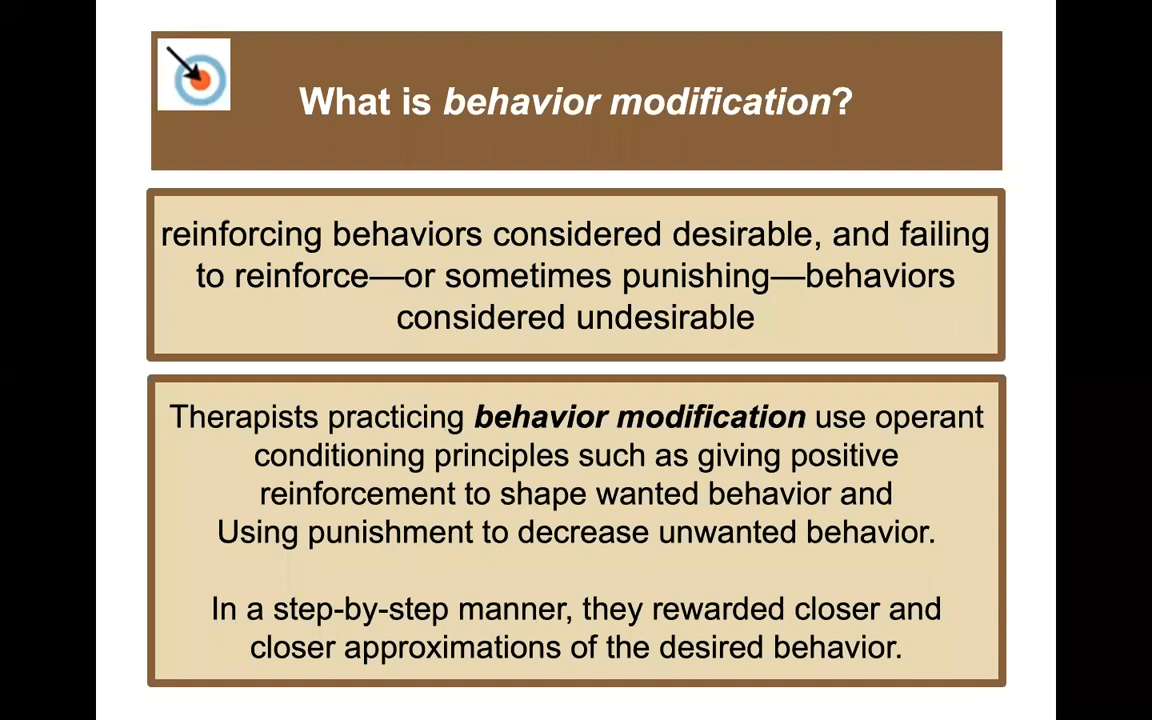 What is behavior modification?
reinforcing behaviors considered desirable, and failing
to reinforce—or sometimes punishing—behaviors
considered undesirable
Therapists practicing behavior modification use operant
conditioning principles such as giving positive
reinforcement to shape wanted behavior and
Using punishment to decrease unwanted behavior.
In a step-by-step manner, they rewarded closer and
closer approximations of the desired behavior.